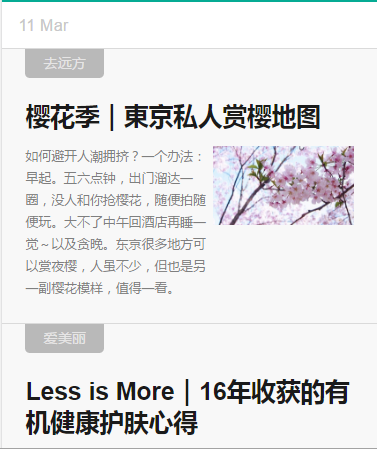 11 Mar
去远方
樱花季｜東京私人赏樱地图
如何避开人潮拥挤？一个办法：
早起。五六点钟，出门溜达一
圈，没人和你抢樱花，随便拍随
便玩。大不了中午回酒店再睡一
觉～以及贪晚。东京很多地方可
以赏夜樱，人虽不少，但也是另
一副樱花模样，值得一看。
爱美丽
Less is More｜16年收获的有
机健康护肤心得